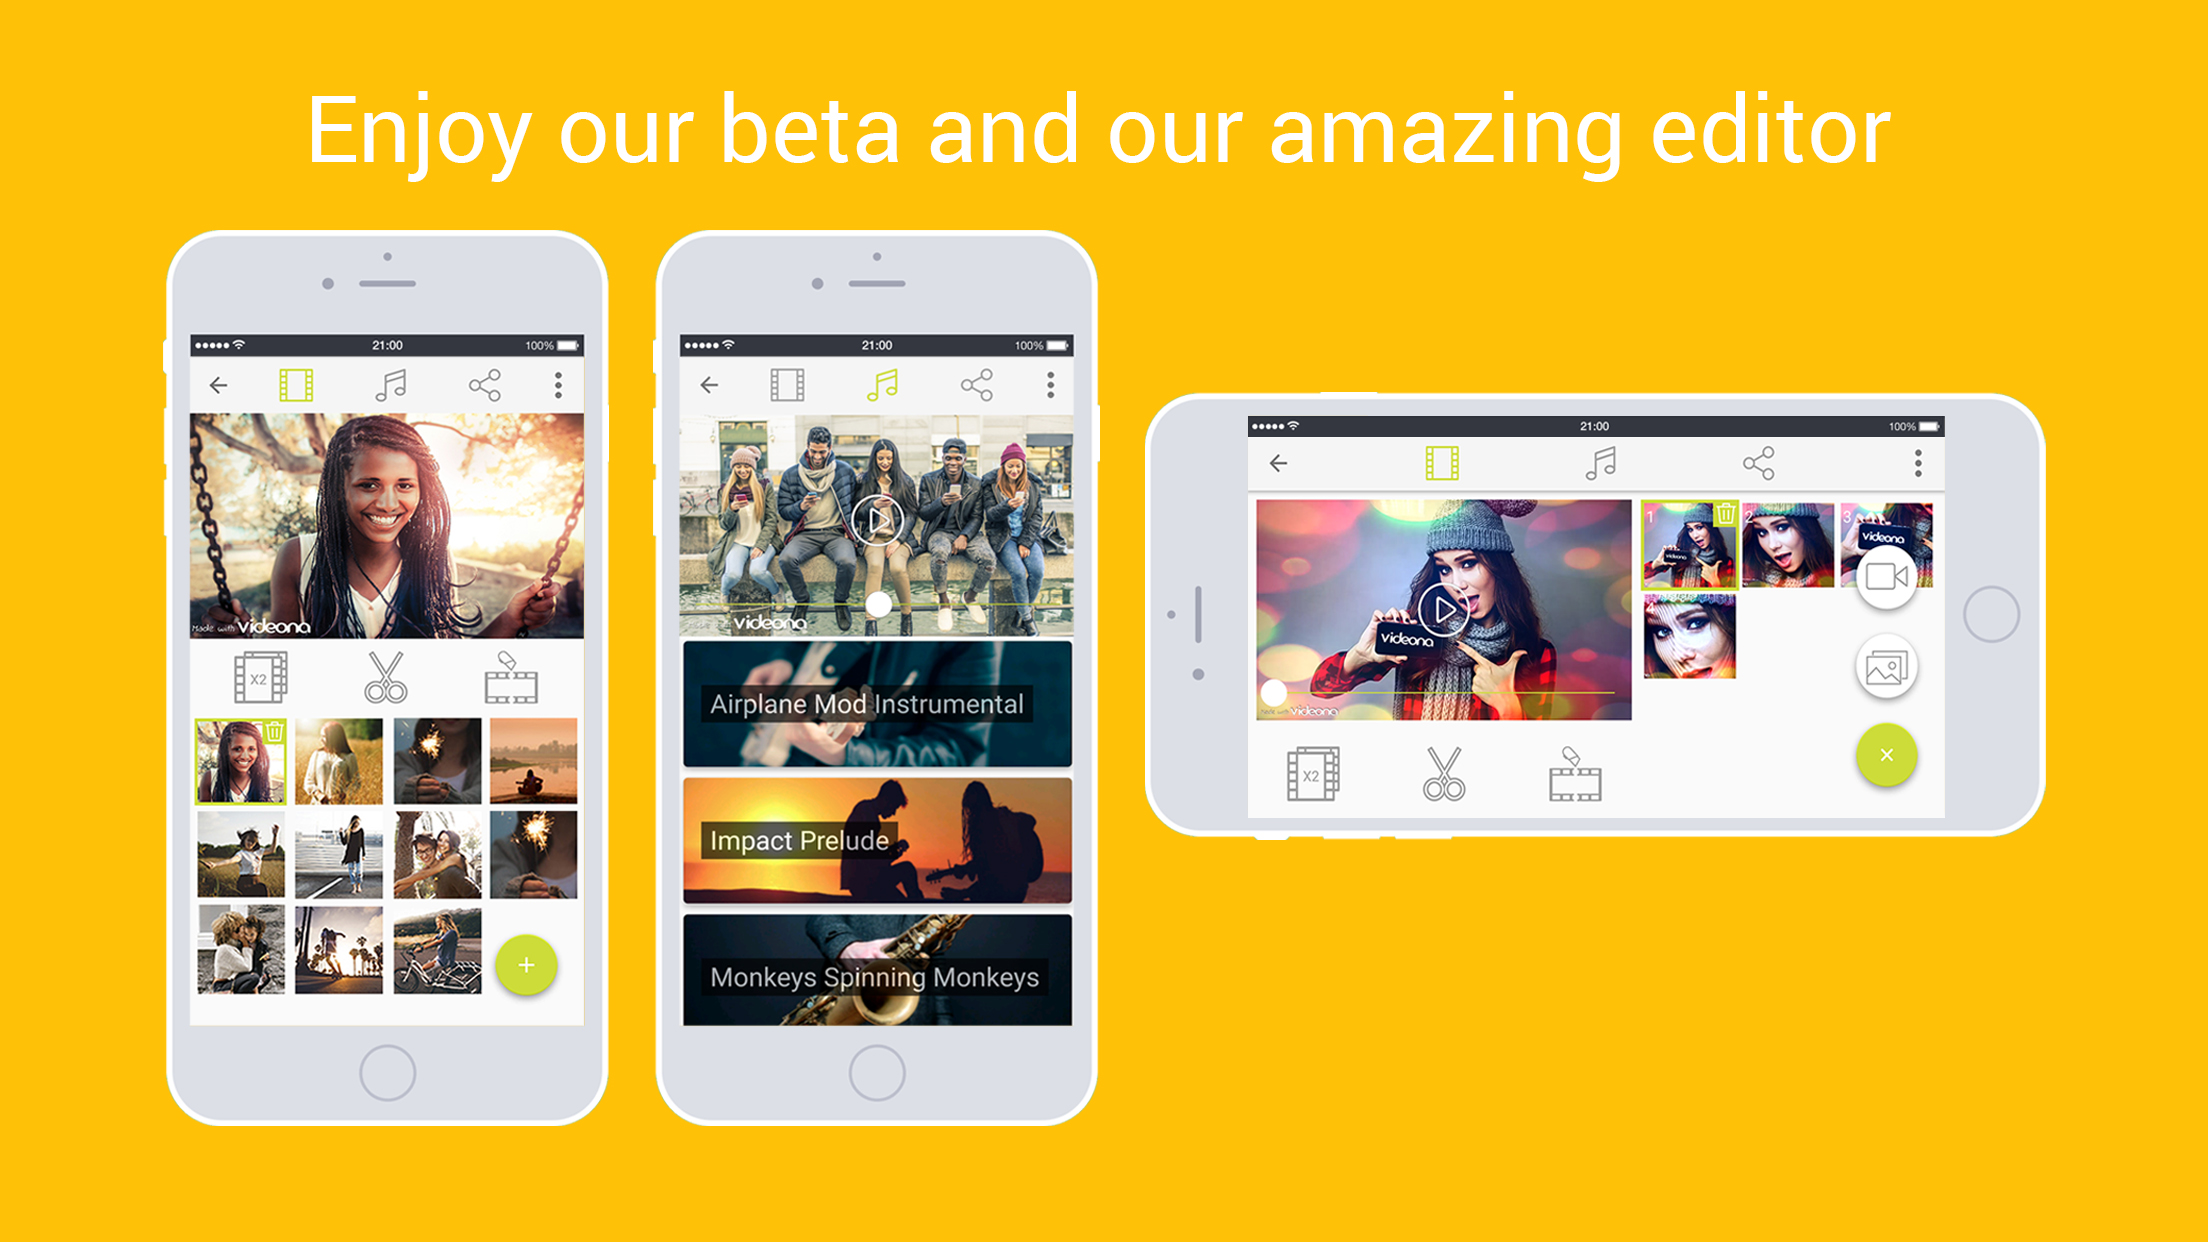 Enjoy our beta and our amazing editor
21:00
100%
Made with videona
X2
21:00
100%
Made with videona
Airplane Mod Instrumental
Impact Prelude
Monkeys Spinning Monkeys
21:00
100%
videona
Made with videona
1
videona
2
3
videona
4
X2